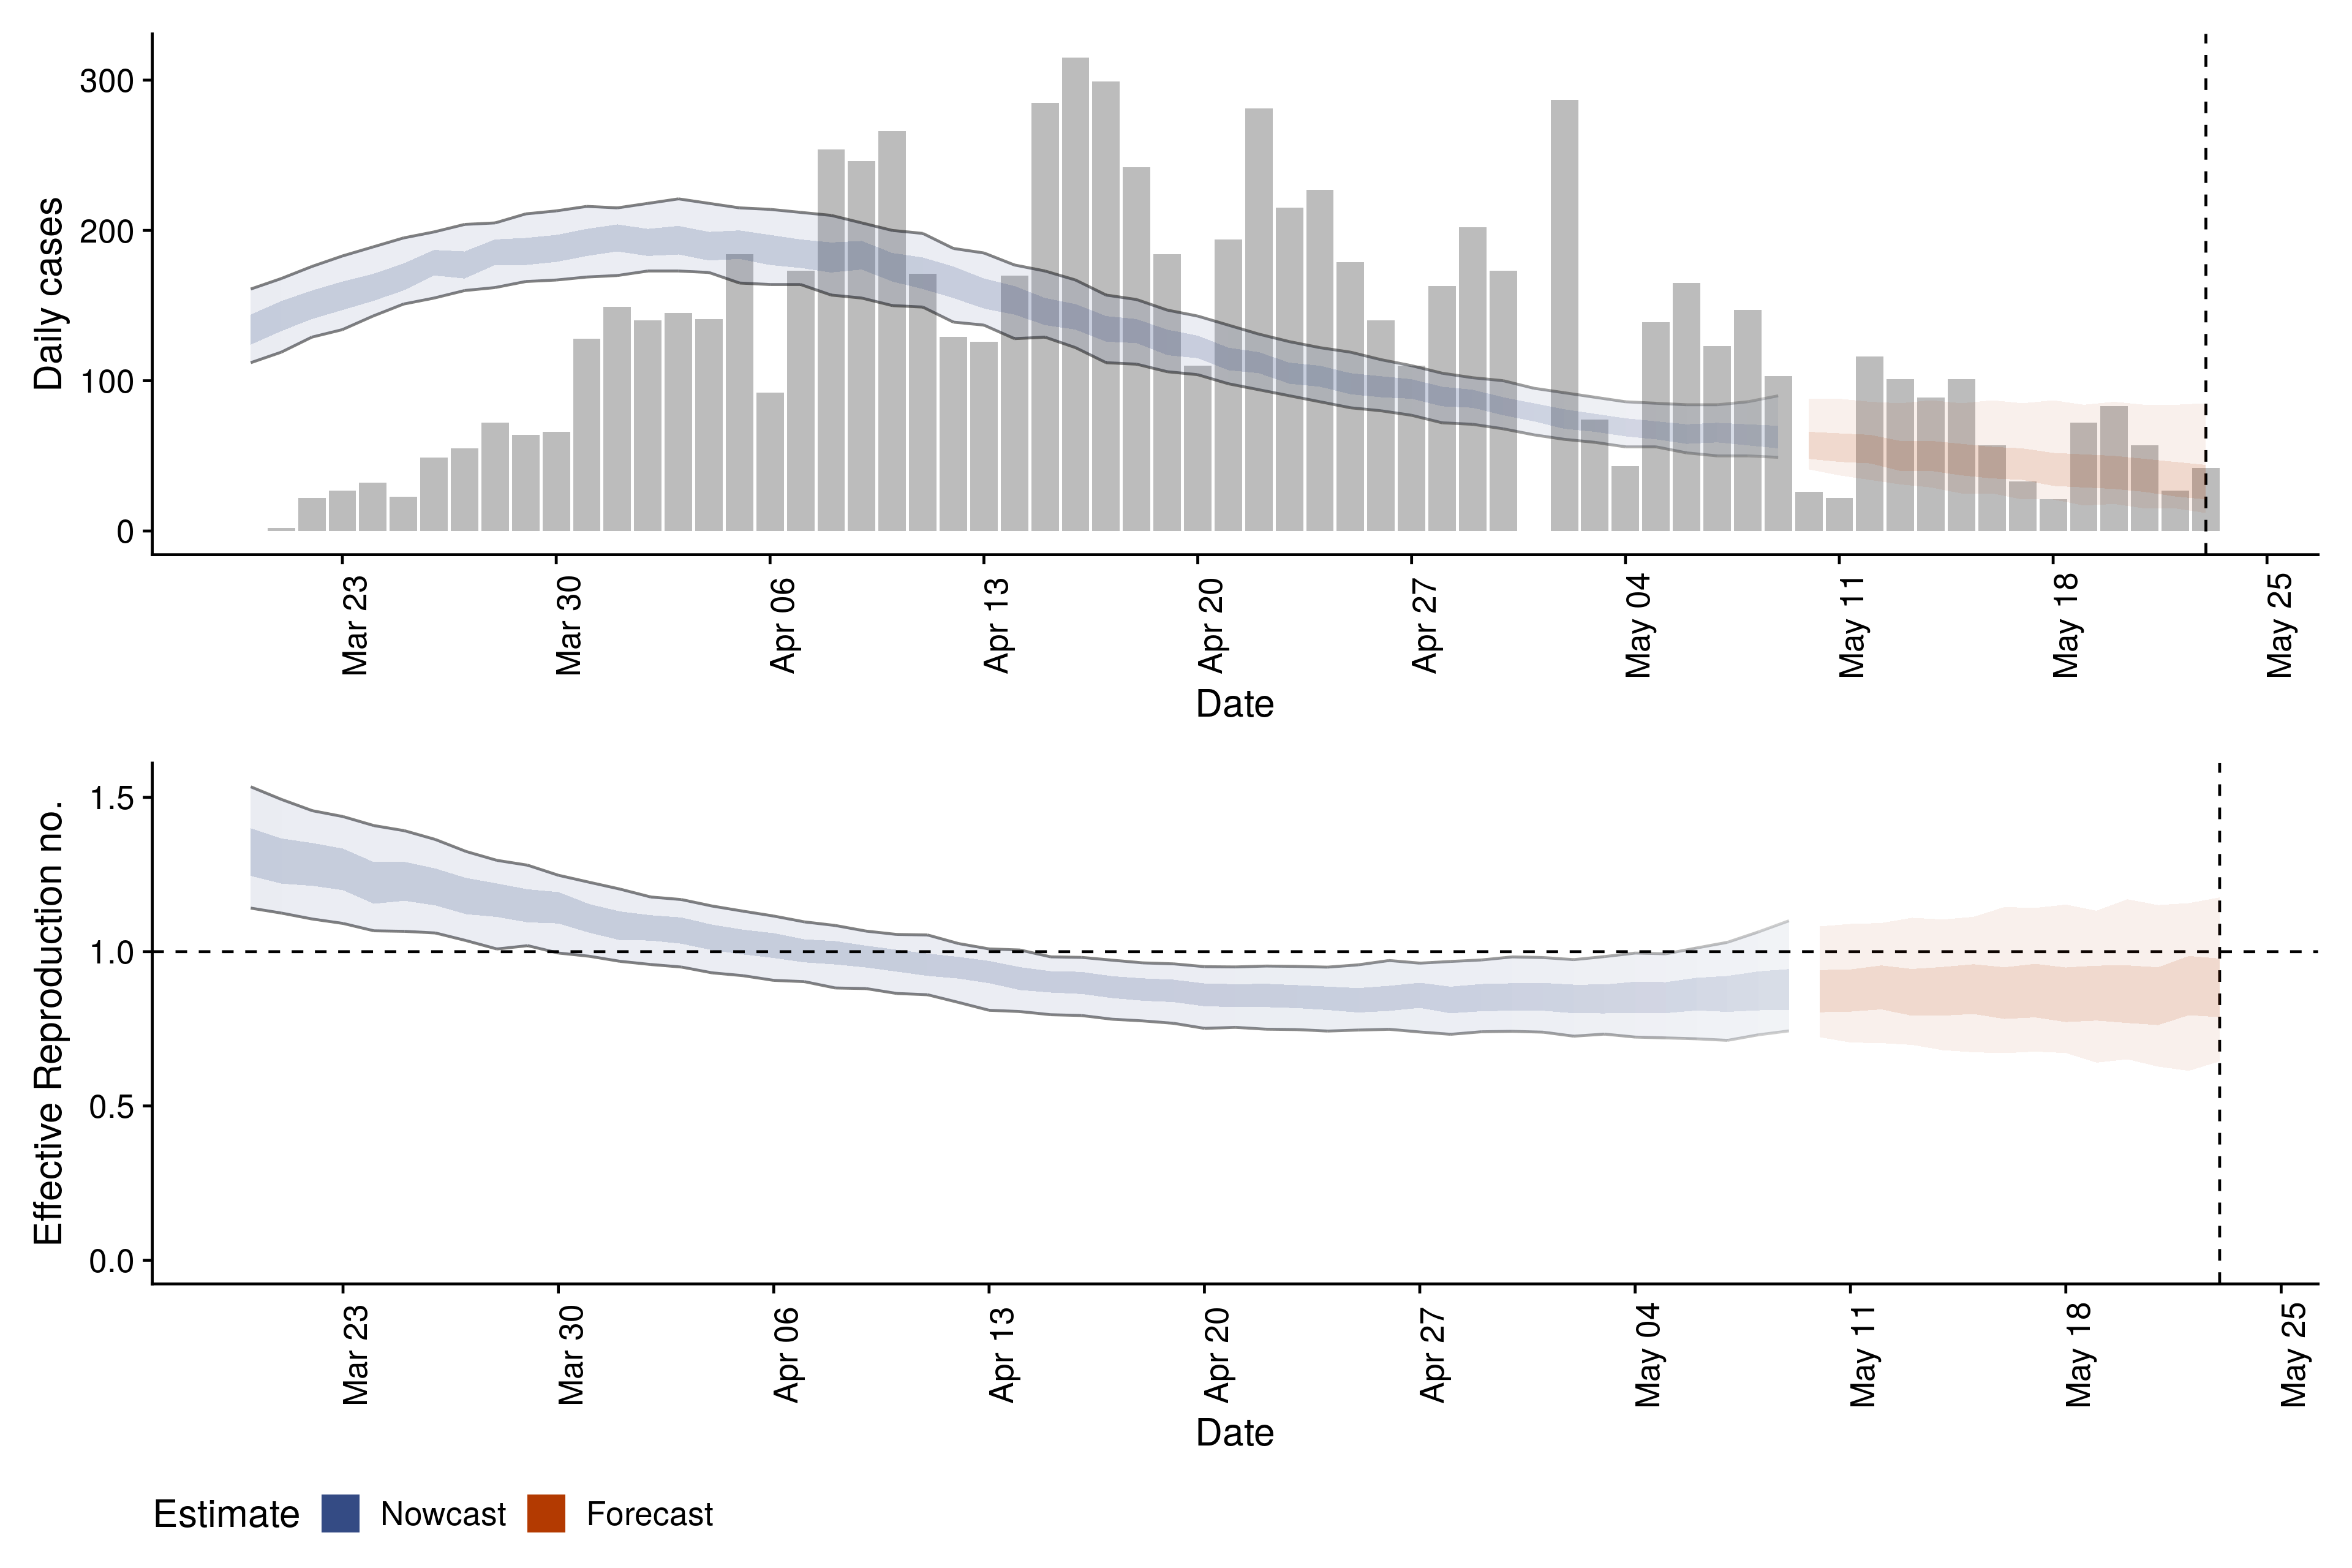 Daily cases
300
200
100
0
Mar 23
Mar 30
Apr 06
Apr 13
Apr 20
Apr 27
May 04
May 11
May 18
May 25
Date
Effective Reproduction no.
1.5
1.0
0.5
0.0
Mar 23
Mar 30
Apr 06
Apr 13
Apr 20
Apr 27
May 04
May 11
May 18
May 25
Date
Estimate Nowcast Forecast